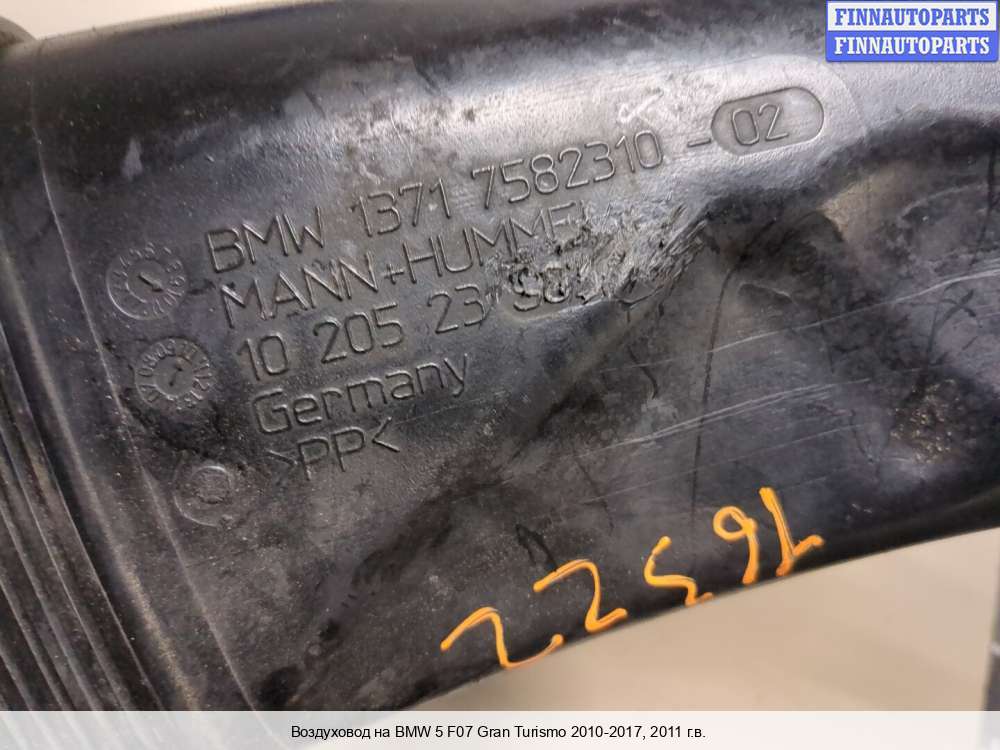 FINNAUTOPARTS
FINNAUTOPARTS
BMW 1371 7582310 - 02
MANN+HUMMEL
10 205 23
Germany
>PP<
Воздуховод на BMW 5 F07 Gran Turismo 2010-2017, 2011 г.в.